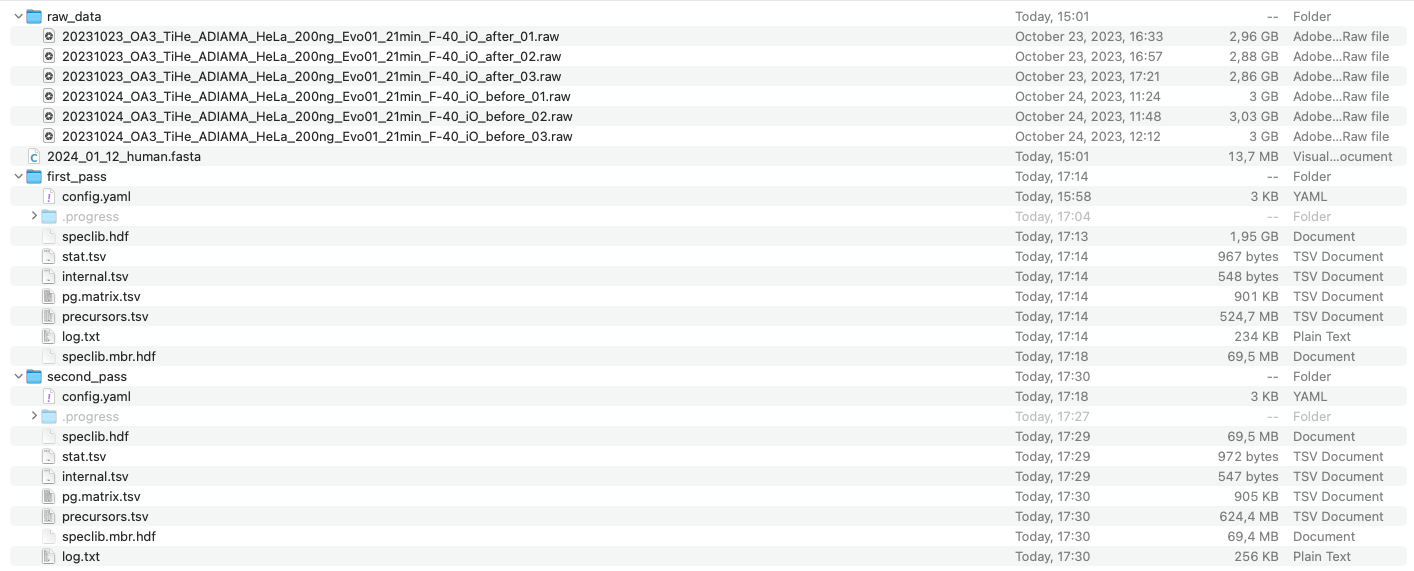 raw_data Today, 15:01 -- Folder
20231023_OA3_TiHe_ADIAMA_HeLa_200ng_Evo01_21min_F-40_iO_after_01.raw October 23, 2023, 16:33 2,96 GB Adobe...Raw file
20231023_OA3_TiHe_ADIAMA_HeLa_200ng_Evo01_21min_F-40_iO_after_02.raw October 23, 2023, 16:57 2,88 GB Adobe...Raw file
20231023_OA3_TiHe_ADIAMA_HeLa_200ng_Evo01_21min_F-40_iO_after_03.raw October 23, 2023, 17:21 2,86 GB Adobe...Raw file
20231024_OA3_TiHe_ADIAMA_HeLa_200ng_Evo01_21min_F-40_iO_before_01.raw October 24, 2023, 11:24 3 GB Adobe...Raw file
20231024_OA3_TiHe_ADIAMA_HeLa_200ng_Evo01_21min_F-40_iO_before_02.raw October 24, 2023, 11:48 3,03 GB Adobe...Raw file
20231024_OA3_TiHe_ADIAMA_HeLa_200ng_Evo01_21min_F-40_iO_before_03.raw October 24, 2023, 12:12 3 GB Adobe...Raw file
2024_01_12_human.fasta Today, 15:01 13,7 MB Visual...ocument
first_pass Today, 17:14 -- Folder
config.yaml Today, 15:58 3 KB YAML
.progress Today, 17:04 -- Folder
speclib.hdf Today, 17:13 1,95 GB Document
stat.tsv Today, 17:14 967 bytes TSV Document
internal.tsv Today, 17:14 548 bytes TSV Document
pg.matrix.tsv Today, 17:14 901 KB TSV Document
precursors.tsv Today, 17:14 524,7 MB TSV Document
log.txt Today, 17:14 234 KB Plain Text
speclib.mbr.hdf Today, 17:18 69,5 MB Document
second_pass Today, 17:30 -- Folder
config.yaml Today, 17:18 3 KB YAML
.progress Today, 17:27 -- Folder
speclib.hdf Today, 17:29 69,5 MB Document
stat.tsv Today, 17:29 972 bytes TSV Document
internal.tsv Today, 17:29 547 bytes TSV Document
pg.matrix.tsv Today, 17:30 905 KB TSV Document
precursors.tsv Today, 17:30 624,4 MB TSV Document
speclib.mbr.hdf Today, 17:30 69,4 MB Document
log.txt Today, 17:30 256 KB Plain Text